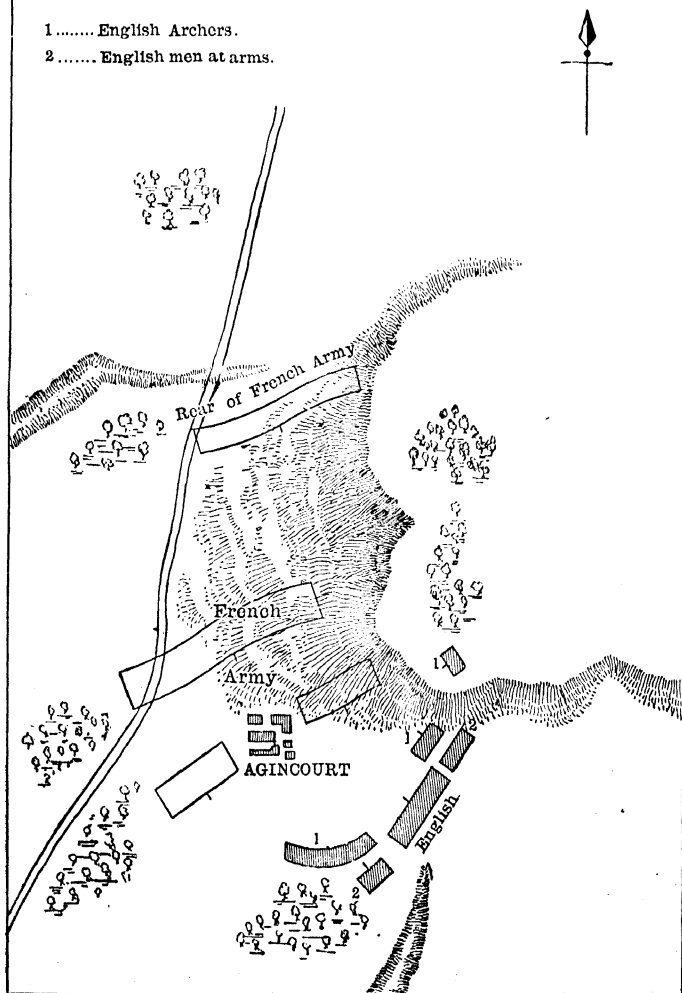 1........ English Archers.
2....... English men at arms.
Rear of French Army
French
Army
1
1
2
AGINCOURT
English.
1
2